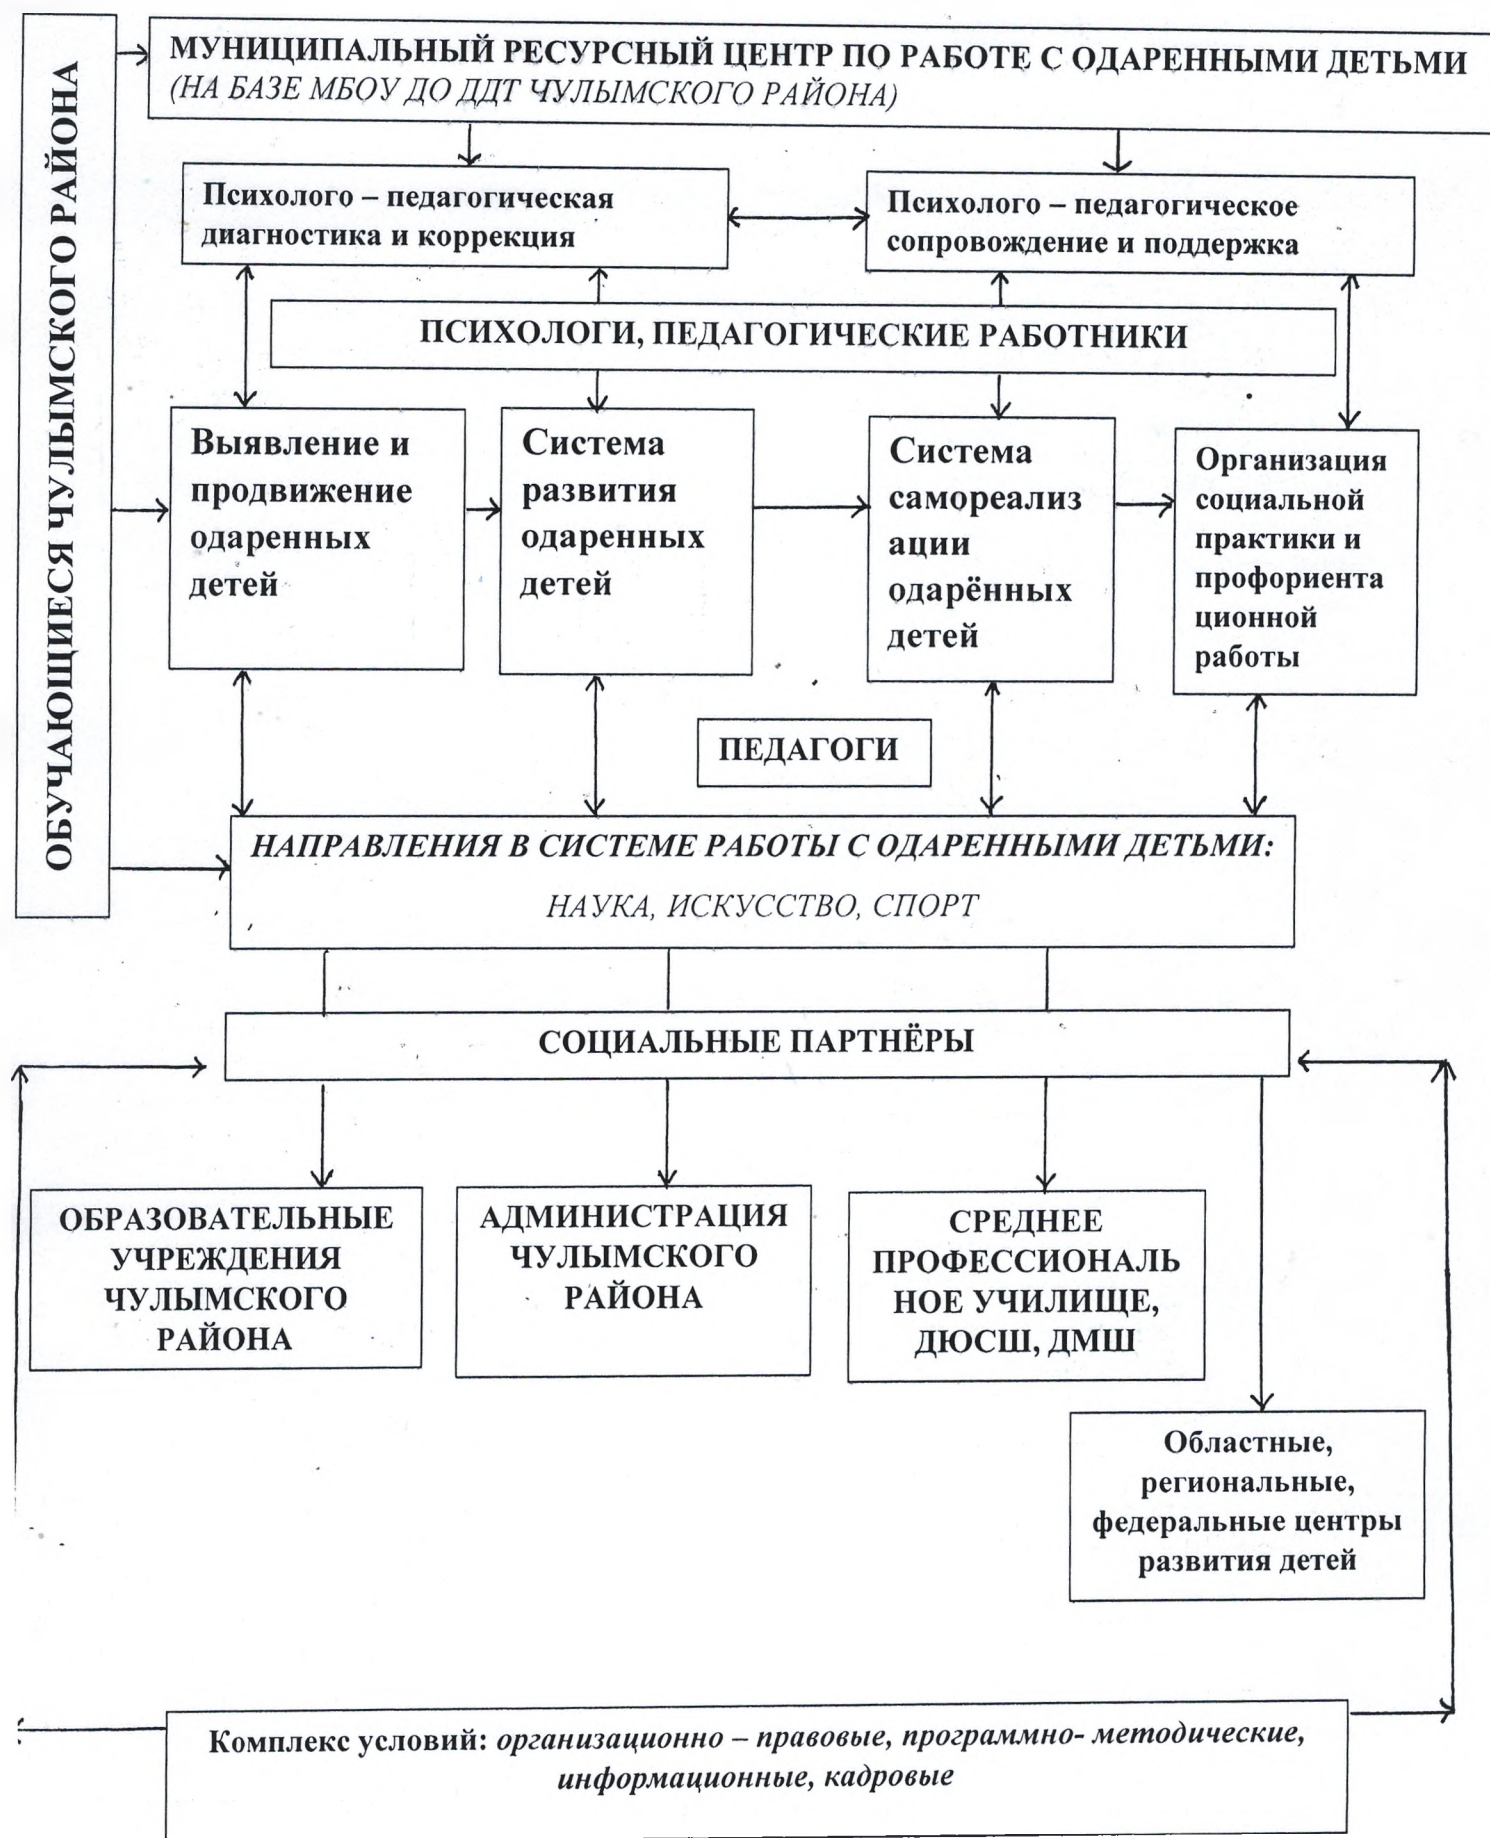 ОБУЧАЮЩИЕСЯ ЧУЛЫМСКОГО РАЙОНА
МУНИЦИПАЛЬНЫЙ РЕСУРСНЫЙ ЦЕНТР ПО РАБОТЕ С ОДАРЕННЫМИ ДЕТЬМИ
(НА БАЗЕ МБОУ ДО ДДТ ЧУЛЫМСКОГО РАЙОНА)
Психолого – педагогическая
диагностика и коррекция
Психолого – педагогическое
сопровождение и поддержка
ПСИХОЛОГИ, ПЕДАГОГИЧЕСКИЕ РАБОТНИКИ
Выявление и
продвижение
одаренных
детей
Система
развития
одаренных
детей
Система
самореализ
ации
одарённых
детей
Организация
социальной
практики и
профориента
ционной
работы
ПЕДАГОГИ
НАПРАВЛЕНИЯ В СИСТЕМЕ РАБОТЫ С ОДАРЕННЫМИ ДЕТЬМИ:
НАУКА, ИСКУССТВО, СПОРТ
СОЦИАЛЬНЫЕ ПАРТНЁРЫ
ОБРАЗОВАТЕЛЬНЫЕ
УЧРЕЖДЕНИЯ
ЧУЛЫМСКОГО
РАЙОНА
АДМИНИСТРАЦИЯ
ЧУЛЫМСКОГО
РАЙОНА
СРЕДНЕЕ
ПРОФЕССИОНАЛЬ
НОЕ УЧИЛИЩЕ,
ДЮСШ, ДМШ
Областные,
региональные,
федеральные центры
развития детей
Комплекс условий: организационно – правовые, программно- методические,
информационные, кадровые